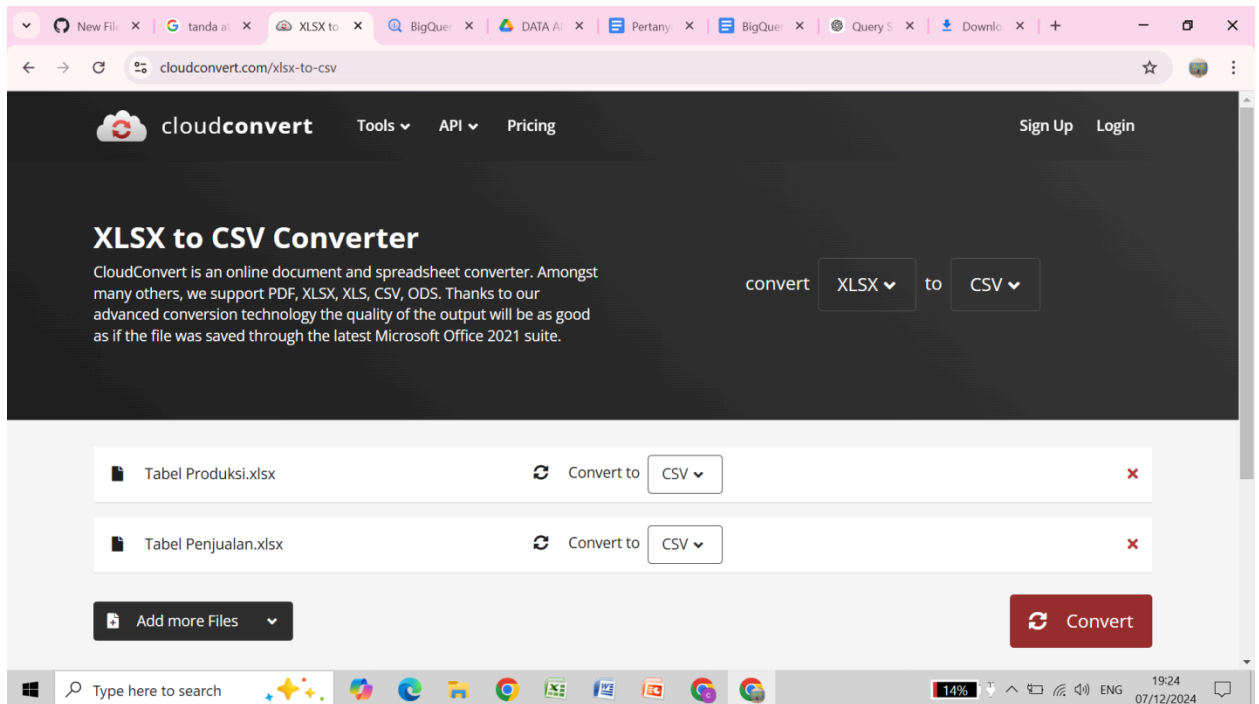 New File
tanda at
XLSX to
BigQuer
DATA A
Pertany
BigQuer
Query S
Downlo
cloudconvert.com/xlsx-to-csv
cloudconvert Tools API Pricing Sign Up Login
XLSX to CSV Converter
CloudConvert is an online document and spreadsheet converter. Amongst
many others, we support PDF, XLSX, XLS, CSV, ODS. Thanks to our
advanced conversion technology the quality of the output will be as good
as if the file was saved through the latest Microsoft Office 2021 suite.
convert XLSX to CSV
Tabel Produksi.xlsx Convert to CSV
Tabel Penjualan.xlsx Convert to CSV
Add more Files Convert
Type here to search 14% ENG 19:24
07/12/2024